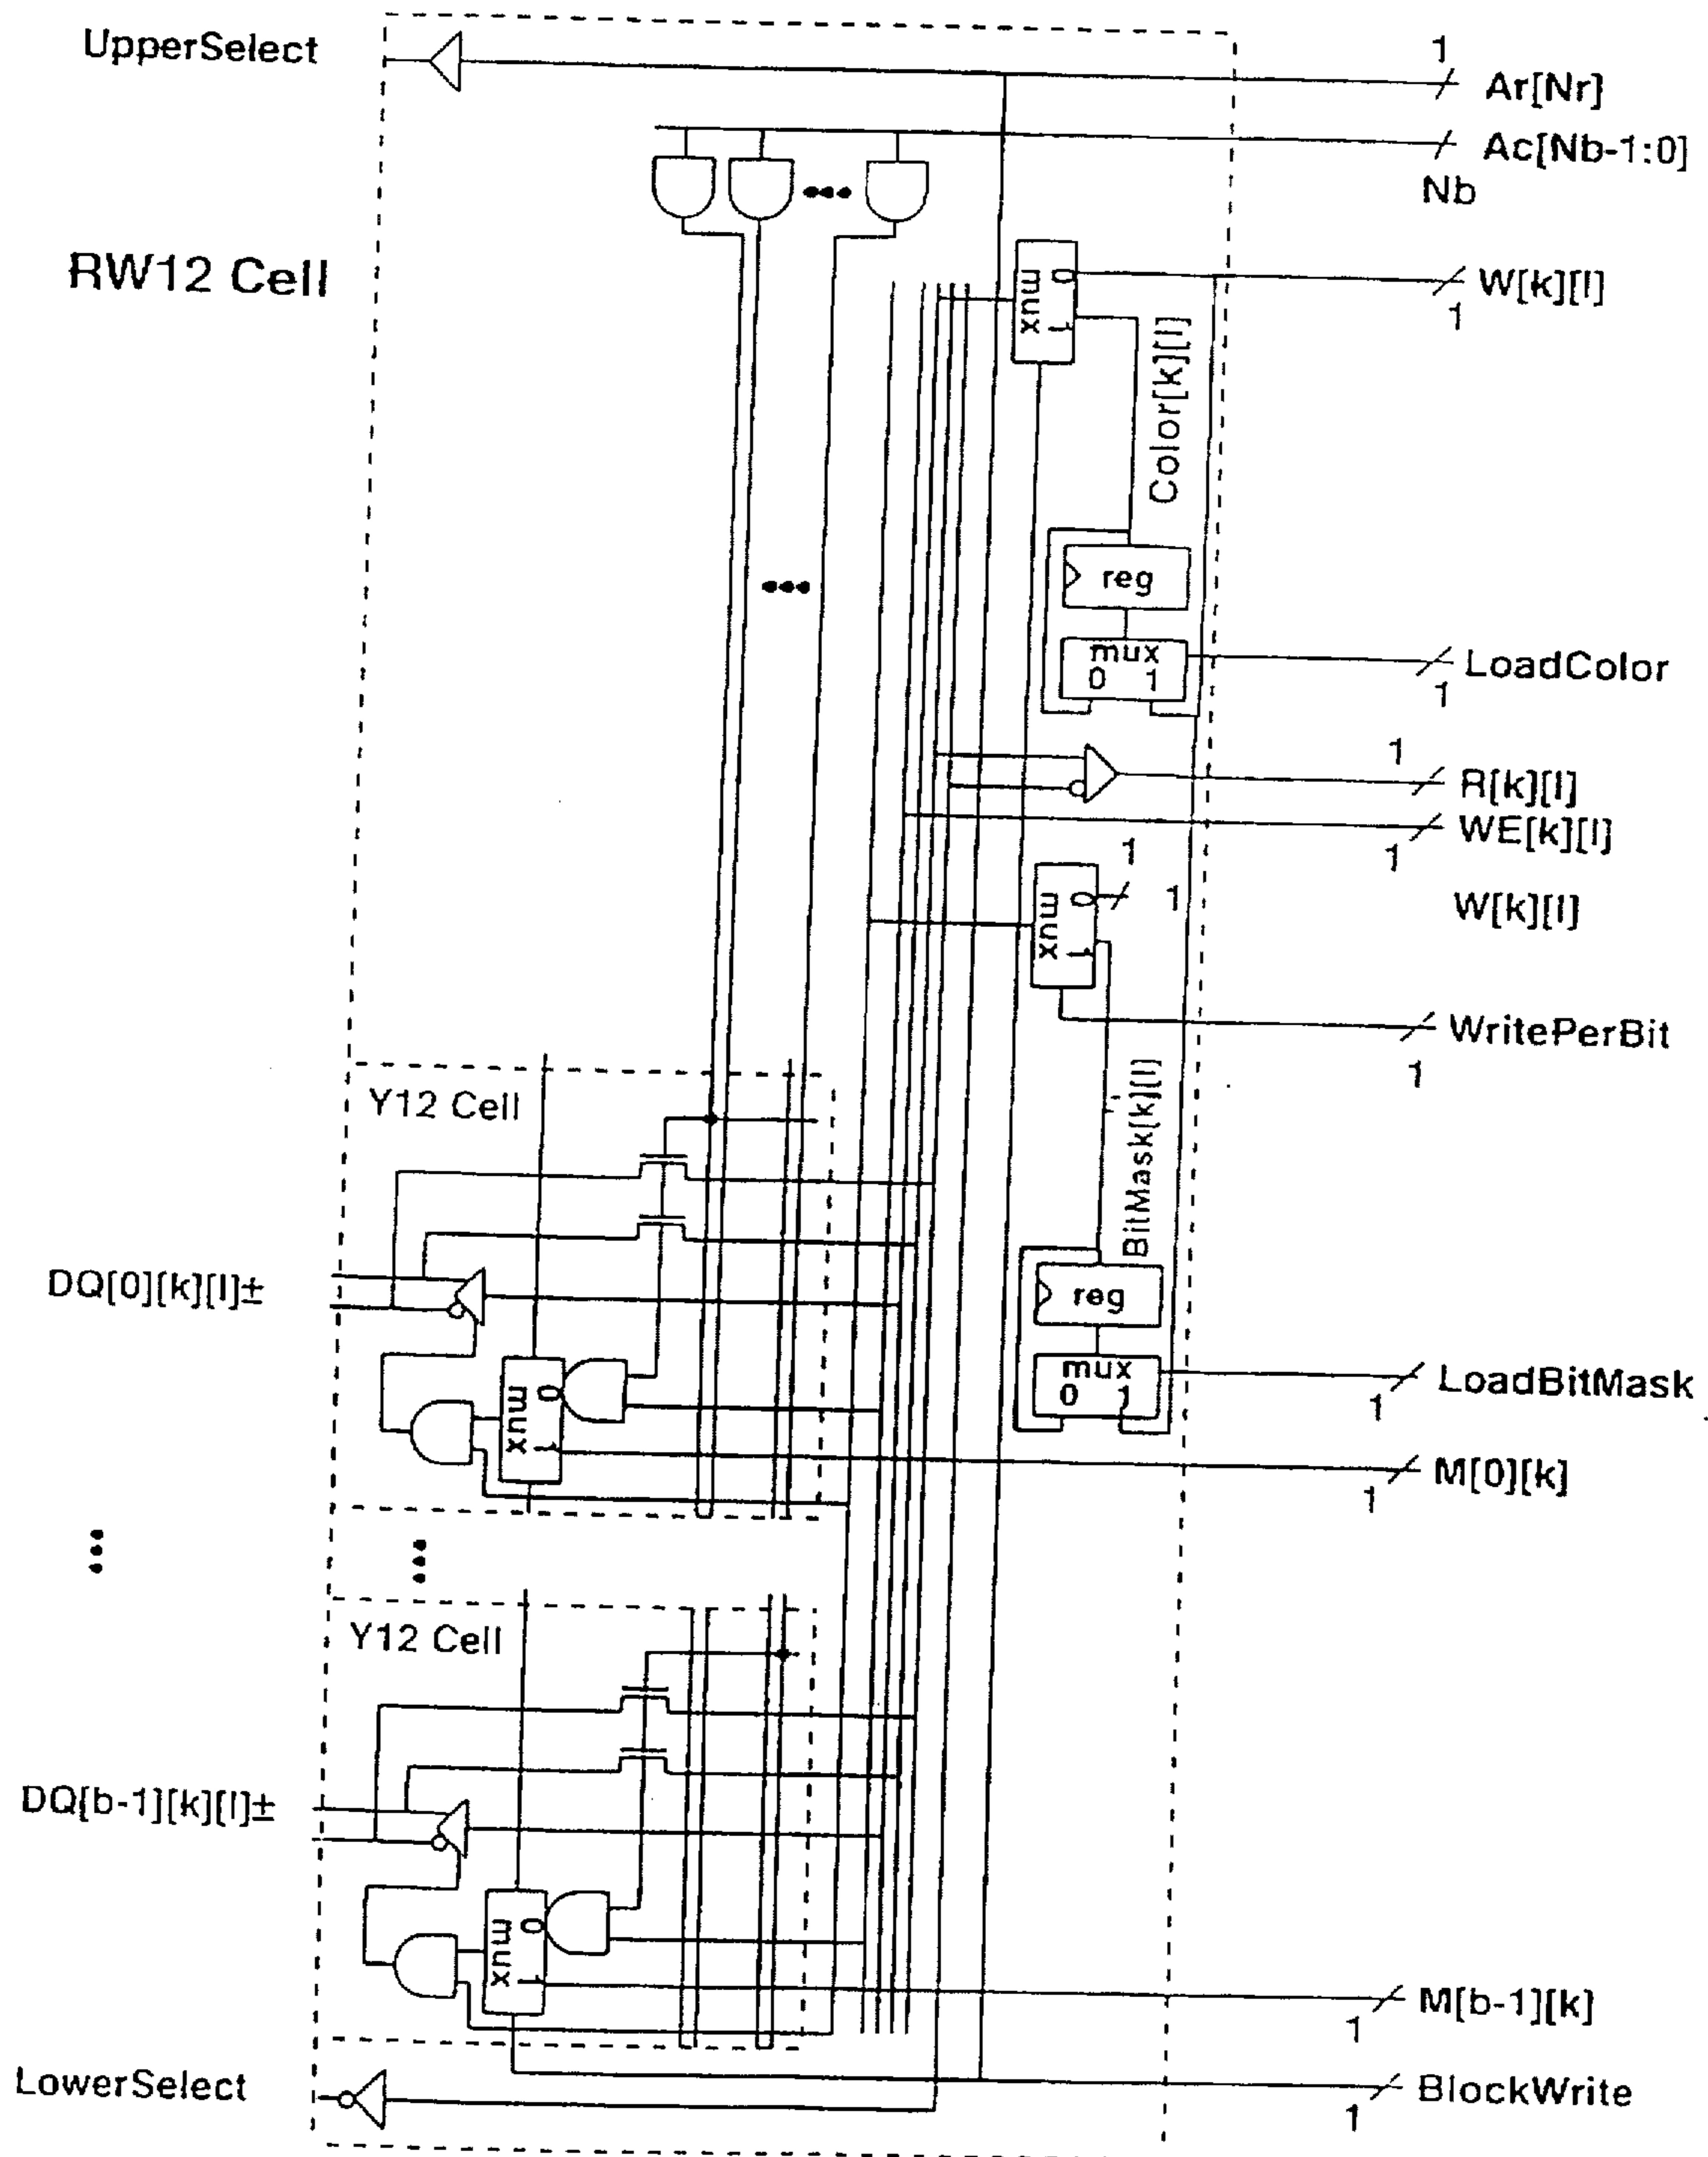 UpperSelect
1
Ar[Nr]
Ac[Nb-1:0]
Nb
RW12 Cell
mux
0
1
W[k][l]
1
Color[k][l]
reg
mux
0 1
LoadColor
1
1
R[k][l]
WE[k][l]
1
1
mux
0
1
1
W[k][l]
WritePerBit
1
Y12 Cell
BitMask[k][l]
DQ[0][k][l]±
reg
mux
0 1
LoadBitMask
1
mux
0
1
M[0][k]
1
Y12 Cell
DQ[b-1][k][l]±
mux
0
1
M[b-1][k]
1
LowerSelect
BlockWrite
1